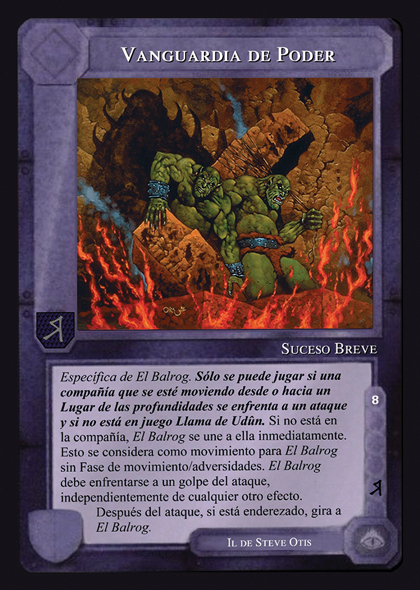 Vanguardia de Poder
Suceso Breve
Específica de El Balrog. Sólo se puede jugar si una
compañía que se esté moviendo desde o hacia un
Lugar de las profundidades se enfrenta a un ataque
y si no está en juego Llama de Udûn. Si no está en
la compañía, El Balrog se une a ella inmediatamente.
Esto se considera como movimiento para El Balrog
sin Fase de movimiento/adversidades. El Balrog
debe enfrentarse a un golpe del ataque,
independientemente de cualquier otro efecto.
Después del ataque, si está enderezado, gira a
El Balrog.
8
Il de Steve Otis